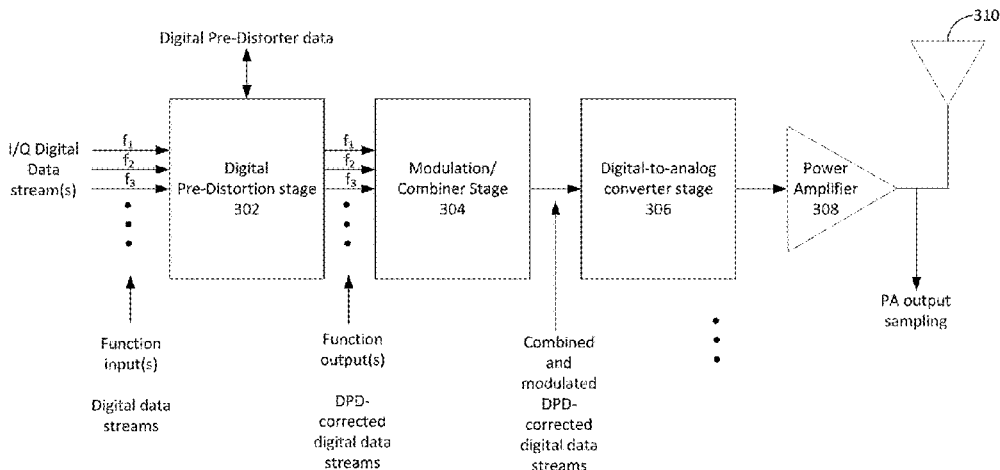 310
Digital Pre-Distorter data
I/Q Digital
Data
stream(s)
f1
f2
f3
Digital
Pre-Distortion stage
302
f1
f2
f3
Modulation/
Combiner Stage
304
Digital-to-analog
converter stage
306
Power
Amplifier
308
PA output
sampling
Function
input(s)
Digital data
streams
Function
output(s)
DPD-
corrected
digital data
streams
Combined
and
modulated
DPD-
corrected
digital data
streams